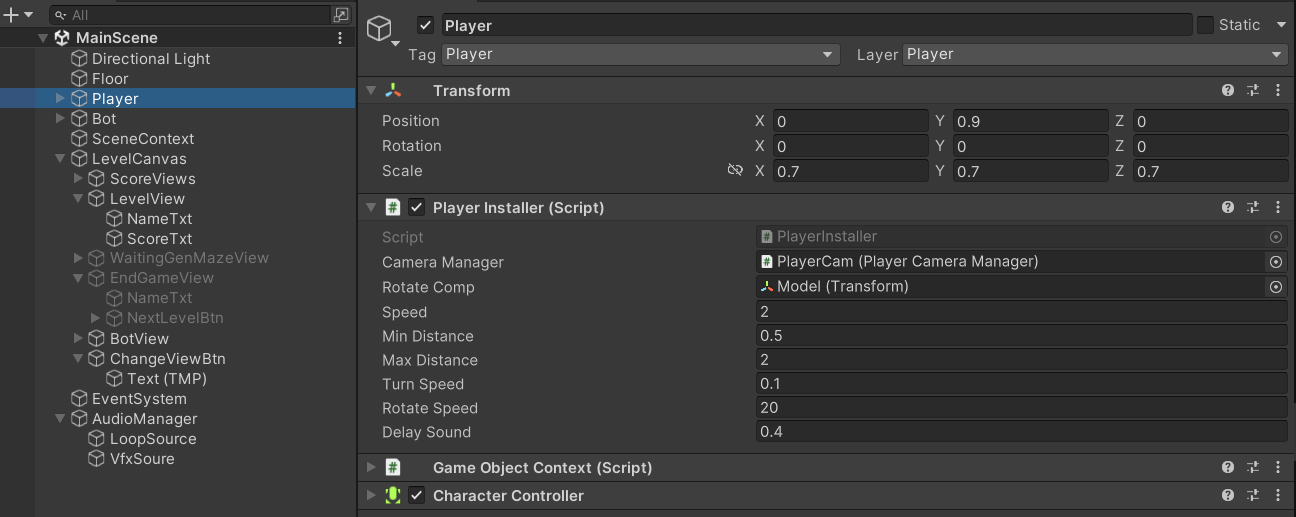 All
MainScene
Directional Light
Floor
Player
Bot
SceneContext
LevelCanvas
ScoreViews
LevelView
NameTxt
ScoreTxt
WaitingGenMazeView
EndGameView
NameTxt
NextLevelBtn
BotView
ChangeViewBtn
Text (TMP)
EventSystem
AudioManager
LoopSource
VfxSoure
Player Static
Tag Player Layer Player
Transform
Position X 0 Y 0.9 Z 0
Rotation X 0 Y 0 Z 0
Scale X 0.7 Y 0.7 Z 0.7
# Player Installer (Script)
Script # PlayerInstaller
Camera Manager # PlayerCam (Player Camera Manager)
Rotate Comp Model (Transform)
Speed 2
Min Distance 0.5
Max Distance 2
Turn Speed 0.1
Rotate Speed 20
Delay Sound 0.4
# Game Object Context (Script)
Character Controller